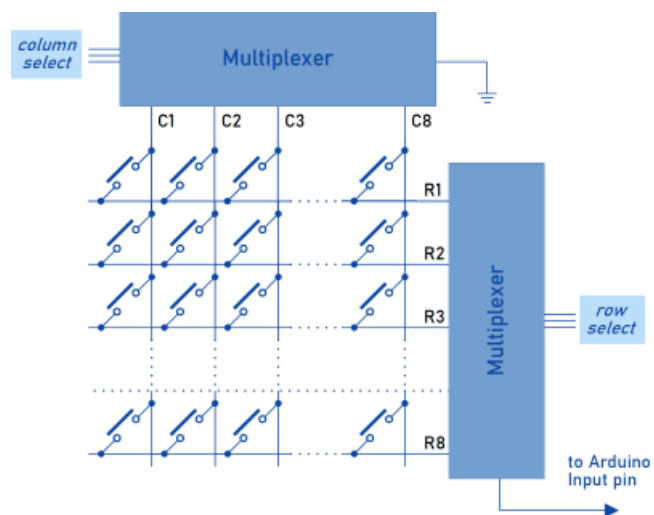 column
select
Multiplexer
C1
C2
C3
C8
R1
R2
R3
R8
Multiplexer
row
select
to Arduino
Input pin